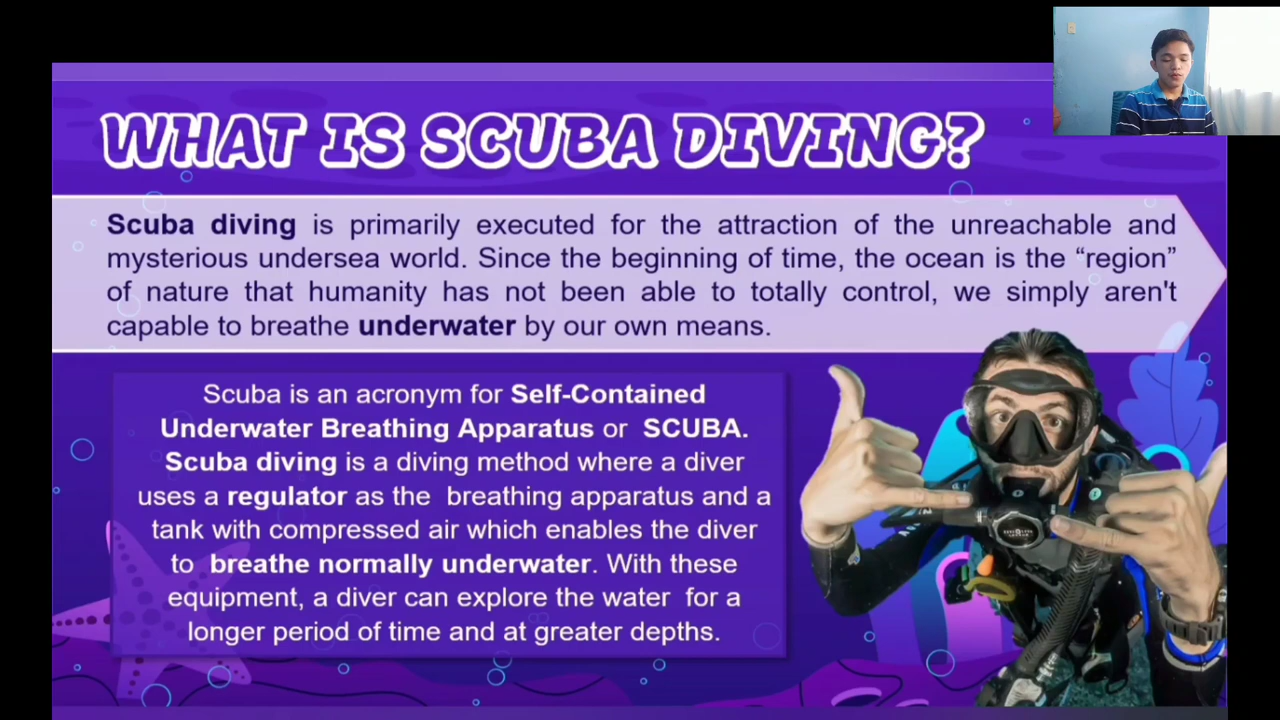 WHAT IS SCUBA DIVING?
Scuba diving is primarily executed for the attraction of the unreachable and
mysterious undersea world. Since the beginning of time, the ocean is the “region”
of nature that humanity has not been able to totally control, we simply aren't
capable to breathe underwater by our own means.
Scuba is an acronym for Self-Contained
Underwater Breathing Apparatus or SCUBA.
Scuba diving is a diving method where a diver
uses a regulator as the breathing apparatus and a
tank with compressed air which enables the diver
to breathe normally underwater. With these
equipment, a diver can explore the water for a
longer period of time and at greater depths.